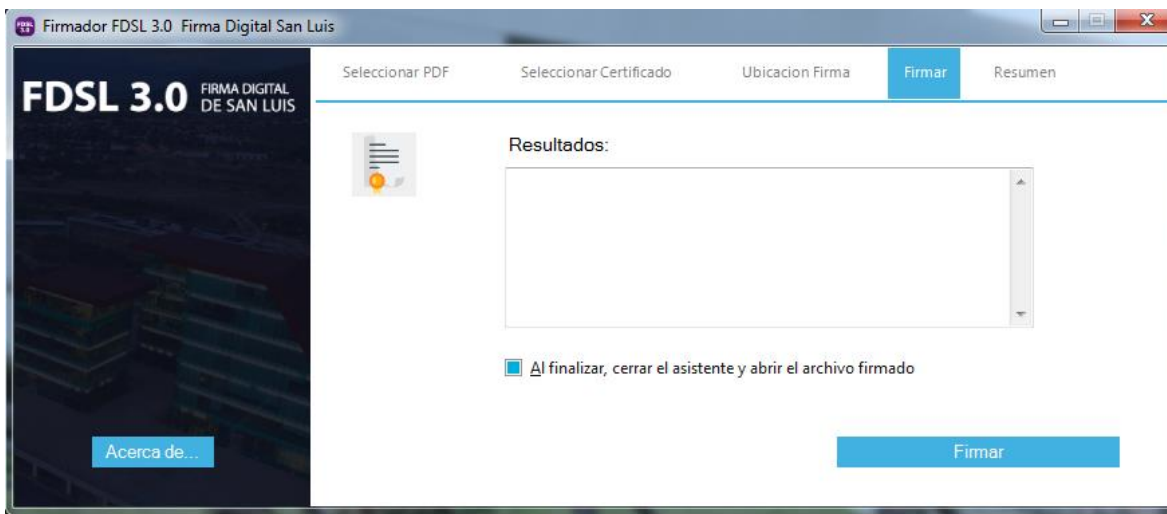 Firmador FDSL 3.0 Firma Digital San Luis
FDSL 3.0 FIRMA DIGITAL
DE SAN LUIS
Seleccionar PDF Seleccionar Certificado Ubicacion Firma Firmar Resumen
Resultados:
Al finalizar, cerrar el asistente y abrir el archivo firmado
Acerca de...
Firmar